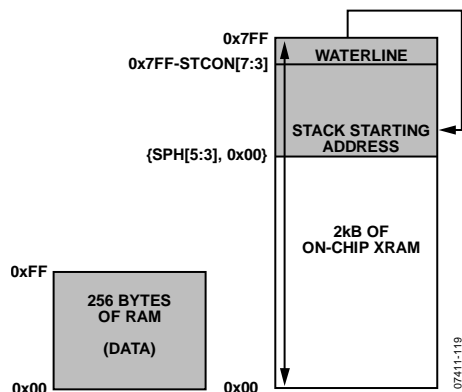 0x7FF
WATERLINE
0x7FF-STCON[7:3]
STACK STARTING
ADDRESS
{SPH[5:3], 0x00}
2kB OF
ON-CHIP XRAM
0xFF
256 BYTES
OF RAM
(DATA)
0x00
0x00
07411-119